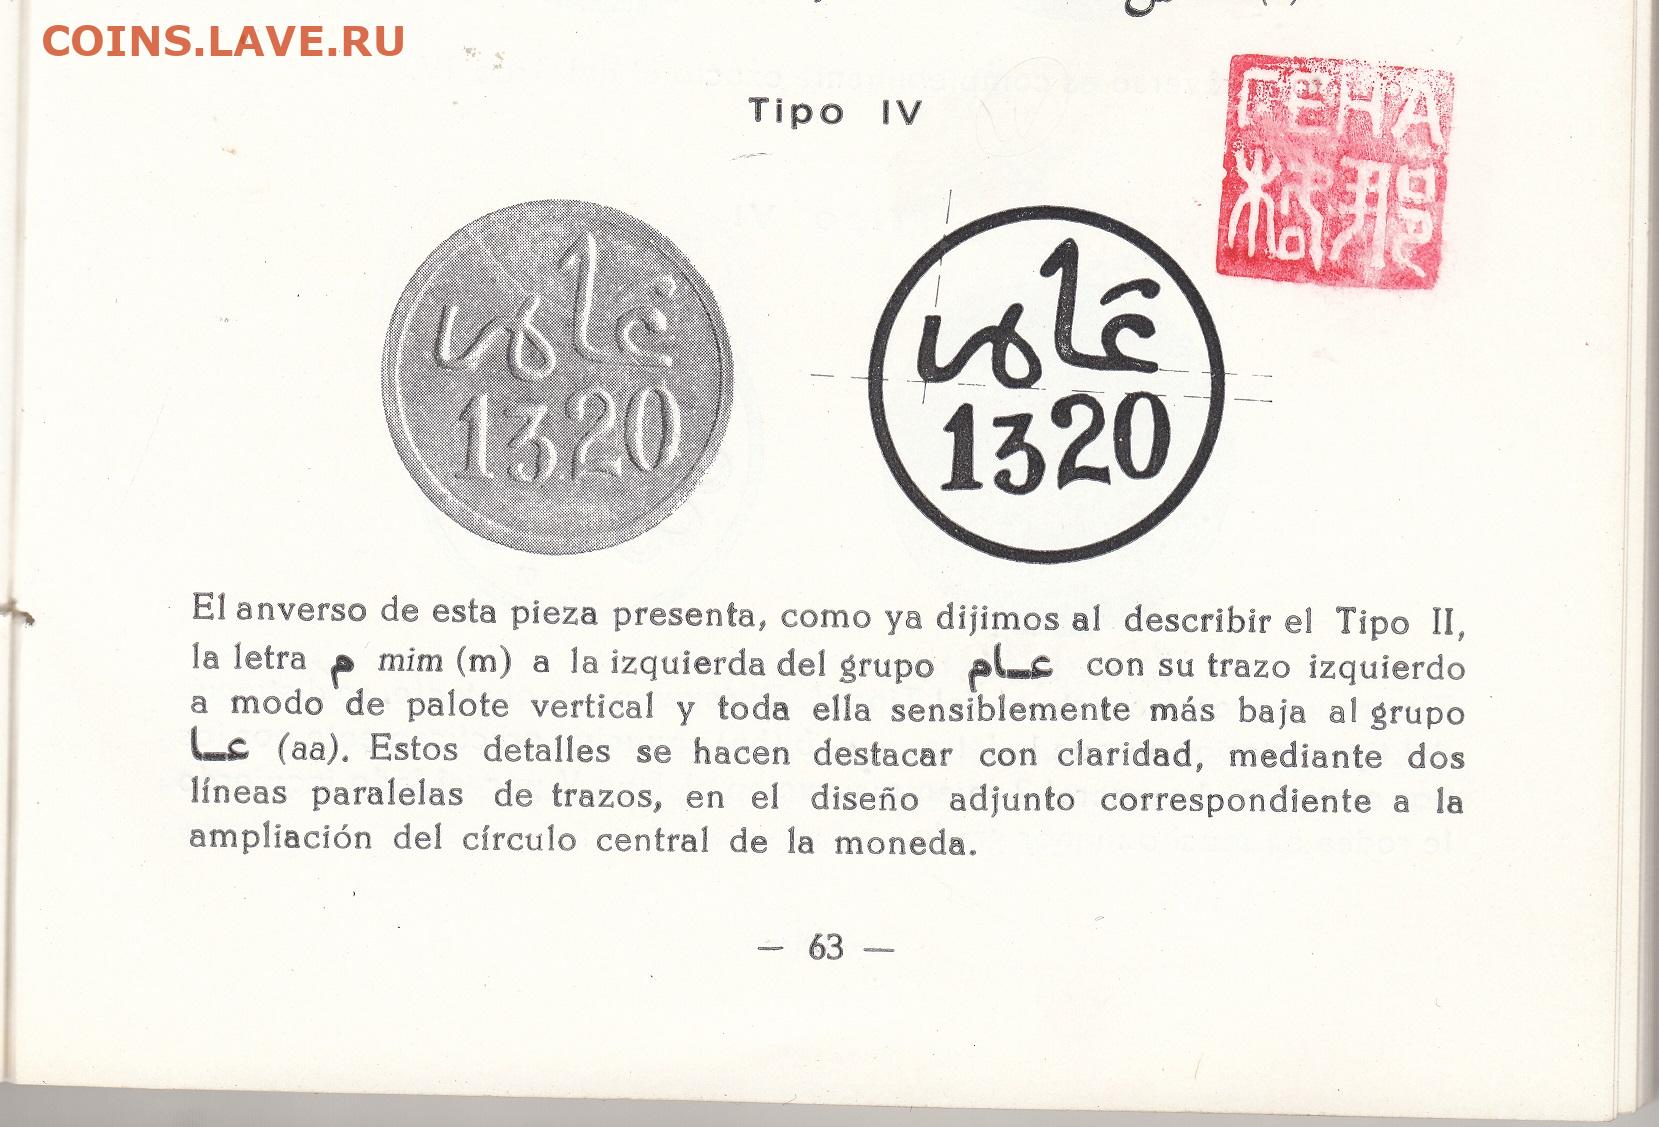 COINS.LAVE.RU
Tipo IV
ГЕНА
عام
1320
عام
1320
El anverso de esta pieza presenta, como ya dijimos al describir el Tipo II,
la letra م mim (m) a la izquierda del grupo عـام con su trazo izquierdo
a modo de palote vertical y toda ella sensiblemente más baja al grupo
عـا (aa). Estos detalles se hacen destacar con claridad, mediante dos
líneas paralelas de trazos, en el diseño adjunto correspondiente a la
ampliación del círculo central de la moneda.
— 63 —